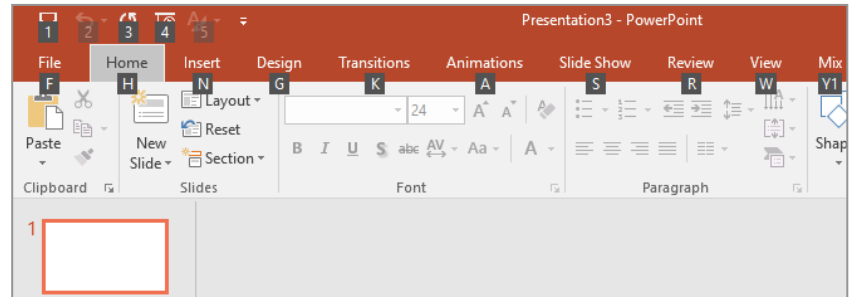 Presentation3 - PowerPoint
1 2 3 4 5
File Home Insert Design Transitions Animations Slide Show Review View Mix
F H N G K A S R W Y1
Layout
24 A A
Reset
Paste New Slide Section
B I U S abc AV Aa A
Shap
Clipboard Slides Font Paragraph
1